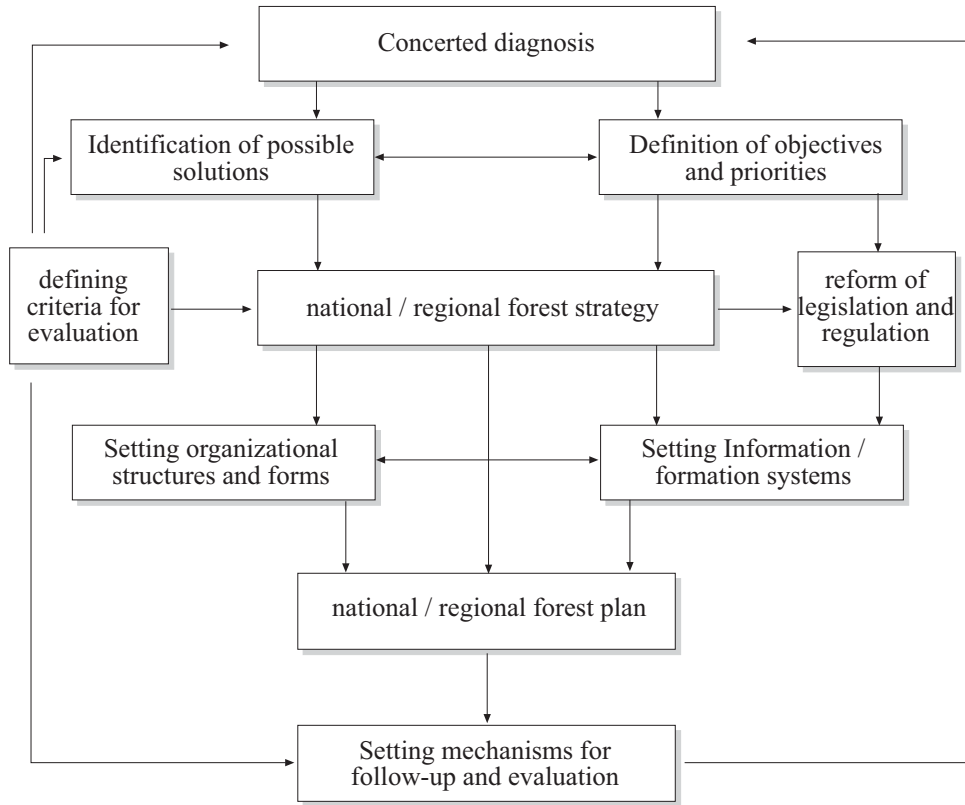 Concerted diagnosis
Identification of possible
solutions
Definition of objectives
and priorities
defining
criteria for
evaluation
national / regional forest strategy
reform of
legislation and
regulation
Setting organizational
structures and forms
Setting Information /
formation systems
national / regional forest plan
Setting mechanisms for
follow-up and evaluation